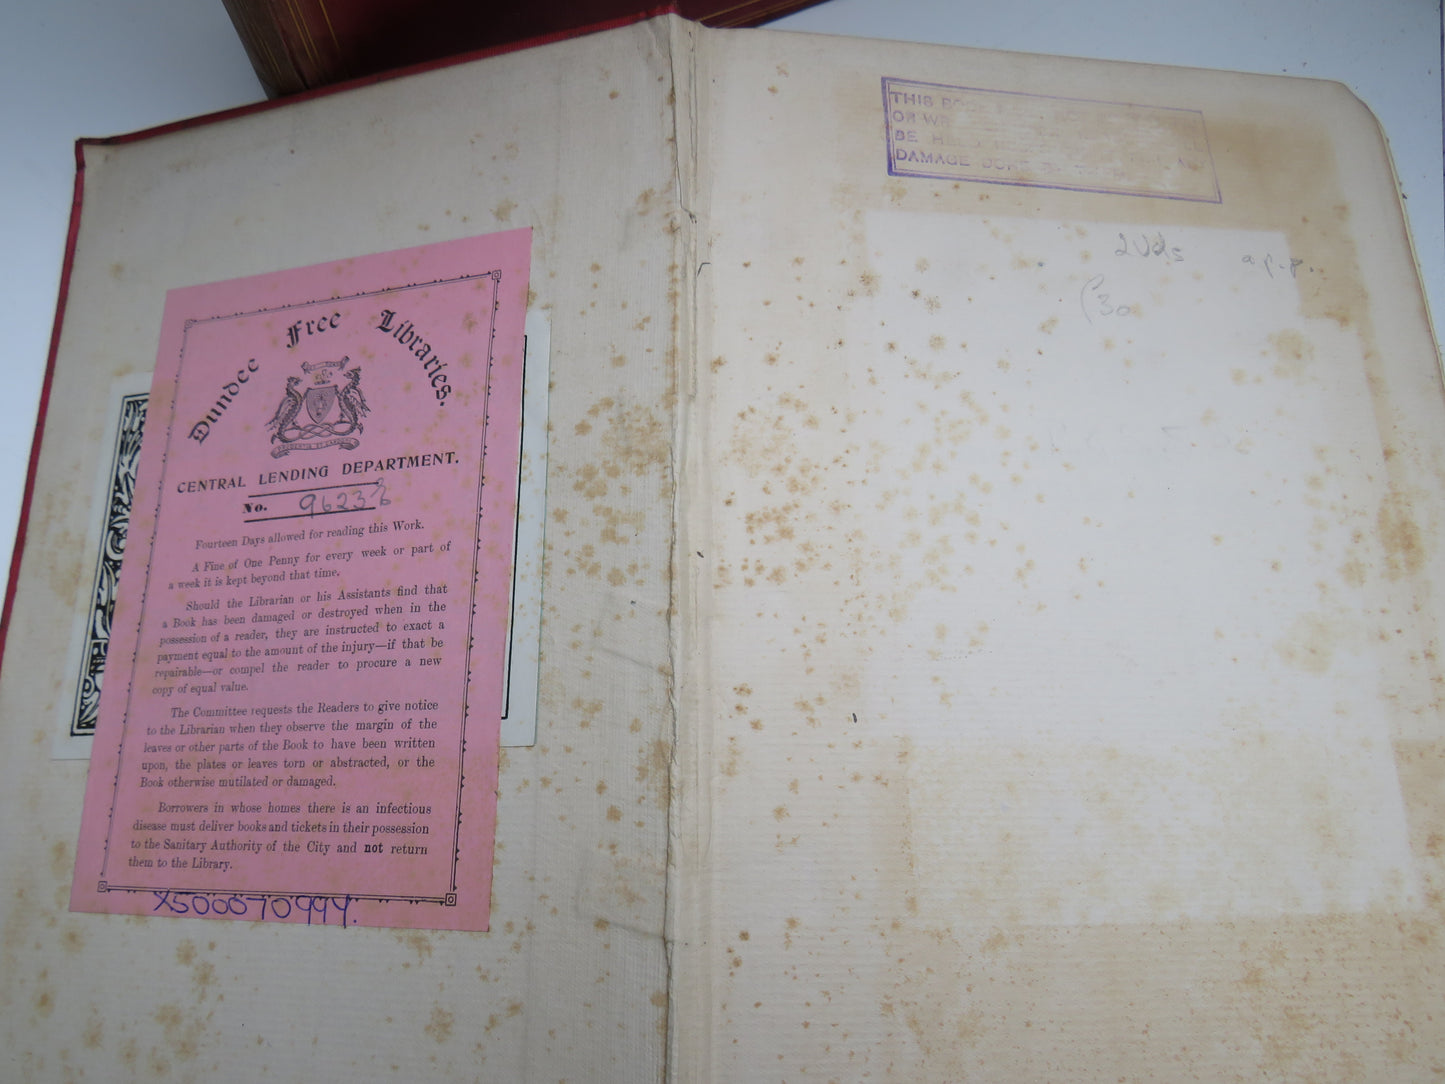 Dundee Free Libraries.
PRUDENTIA ET CANDORE
CENTRAL LENDING DEPARTMENT.
No. 96232
Fourteen Days allowed for reading this Work.
A Fine of One Penny for every week or part of
a week it is kept beyond that time.
Should the Librarian or his Assistants find that
a Book has been damaged or destroyed when in the
possession of a reader, they are instructed to exact a
payment equal to the amount of the injury—if that be
repairable—or compel the reader to procure a new
copy of equal value.
The Committee requests the Readers to give notice
to the Librarian when they observe the margin of the
leaves or other parts of the Book to have been written
upon, the plates or leaves torn or abstracted, or the
Book otherwise mutilated or damaged.
Borrowers in whose homes there is an infectious
disease must deliver books and tickets in their possession
to the Sanitary Authority of the City and not return
them to the Library.
X500070994.
THIS BOOK
OR WR
BE HEL
DAMAGE DONE
2 Vols a.p.p.
£30